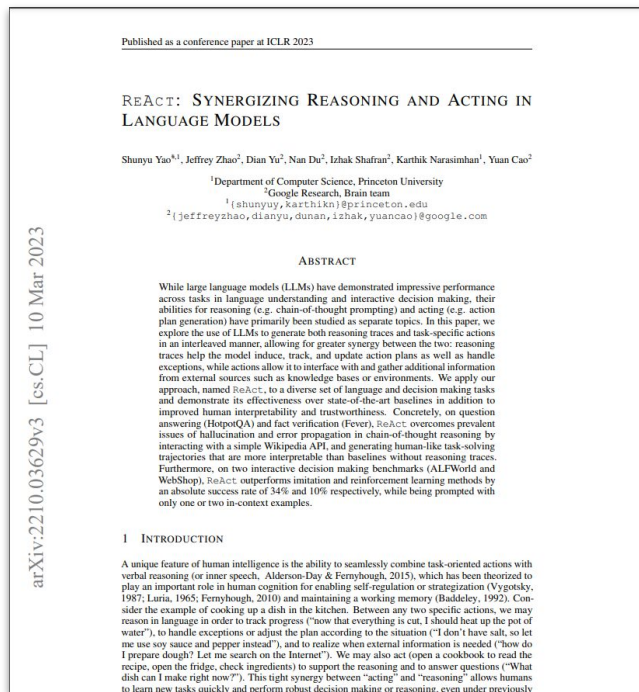 Published as a conference paper at ICLR 2023
REACT: SYNERGIZING REASONING AND ACTING IN
LANGUAGE MODELS
Shunyu Yao*,1, Jeffrey Zhao2, Dian Yu2, Nan Du2, Izhak Shafran2, Karthik Narasimhan1, Yuan Cao2
1Department of Computer Science, Princeton University
2Google Research, Brain team
1{shunyuy,karthikn}@princeton.edu
2{jeffreyzhao,dianyu,dunan,izhak,yuancao}@google.com
ABSTRACT
While large language models (LLMs) have demonstrated impressive performance
across tasks in language understanding and interactive decision making, their
abilities for reasoning (e.g. chain-of-thought prompting) and acting (e.g. action
plan generation) have primarily been studied as separate topics. In this paper, we
explore the use of LLMs to generate both reasoning traces and task-specific actions
in an interleaved manner, allowing for greater synergy between the two: reasoning
traces help the model induce, track, and update action plans as well as handle
exceptions, while actions allow it to interface with and gather additional information
from external sources such as knowledge bases or environments. We apply our
approach, named ReAct, to a diverse set of language and decision making tasks
and demonstrate its effectiveness over state-of-the-art baselines in addition to
improved human interpretability and trustworthiness. Concretely, on question
answering (HotpotQA) and fact verification (Fever), ReAct overcomes prevalent
issues of hallucination and error propagation in chain-of-thought reasoning by
interacting with a simple Wikipedia API, and generating human-like task-solving
trajectories that are more interpretable than baselines without reasoning traces.
Furthermore, on two interactive decision making benchmarks (ALFWorld and
WebShop), ReAct outperforms imitation and reinforcement learning methods by
an absolute success rate of 34% and 10% respectively, while being prompted with
only one or two in-context examples.
1 INTRODUCTION
A unique feature of human intelligence is the ability to seamlessly combine task-oriented actions with
verbal reasoning (or inner speech, Alderson-Day & Fernyhough, 2015), which has been theorized to
play an important role in human cognition for enabling self-regulation or strategization (Vygotsky,
1987; Luria, 1965; Fernyhough, 2010) and maintaining a working memory (Baddeley, 1992). Con-
sider the example of cooking up a dish in the kitchen. Between any two specific actions, we may
reason in language in order to track progress (“now that everything is cut, I should heat up the pot of
water”), to handle exceptions or adjust the plan according to the situation (“I don’t have salt, so let
me use soy sauce and pepper instead”), and to realize when external information is needed (“how do
I prepare dough? Let me search on the Internet”). We may also act (open a cookbook to read the
recipe, open the fridge, check ingredients) to support the reasoning and to answer questions (“What
dish can I make right now?”). This tight synergy between “acting” and “reasoning” allows humans
to learn new tasks quickly and perform robust decision making or reasoning, even under previously
arXiv:2210.03629v3 [cs.CL] 10 Mar 2023